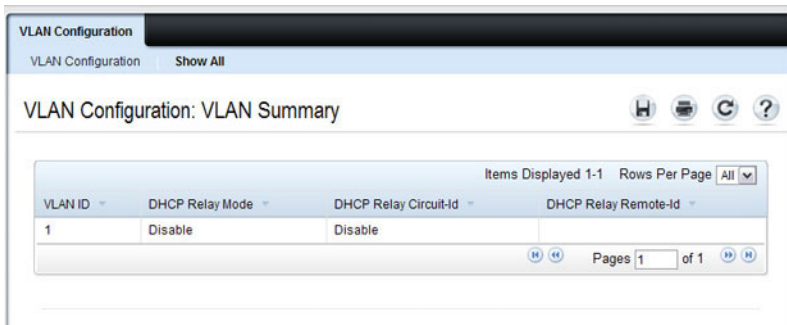 VLAN Configuration
VLAN Configuration Show All
VLAN Configuration: VLAN Summary
Items Displayed 1-1 Rows Per Page All
VLAN ID DHCP Relay Mode DHCP Relay Circuit-Id DHCP Relay Remote-Id
1 Disable Disable
Pages 1 of 1